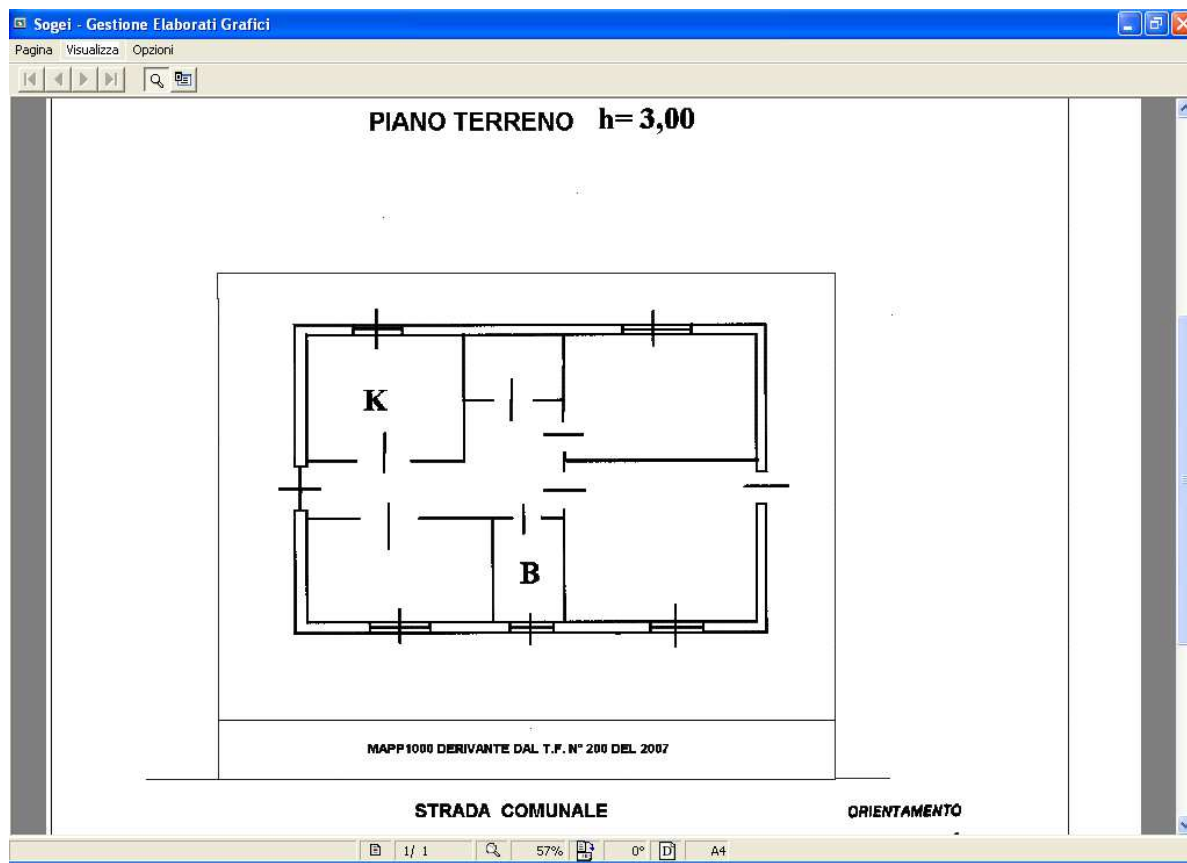 Sogei - Gestione Elaborati Grafici
Pagina Visualizza Opzioni
PIANO TERRENO h= 3,00
K
B
MAPP1000 DERIVANTE DAL T.F. N° 200 DEL 2007
STRADA COMUNALE
ORIENTAMENTO
1/ 1 57% 0° D A4